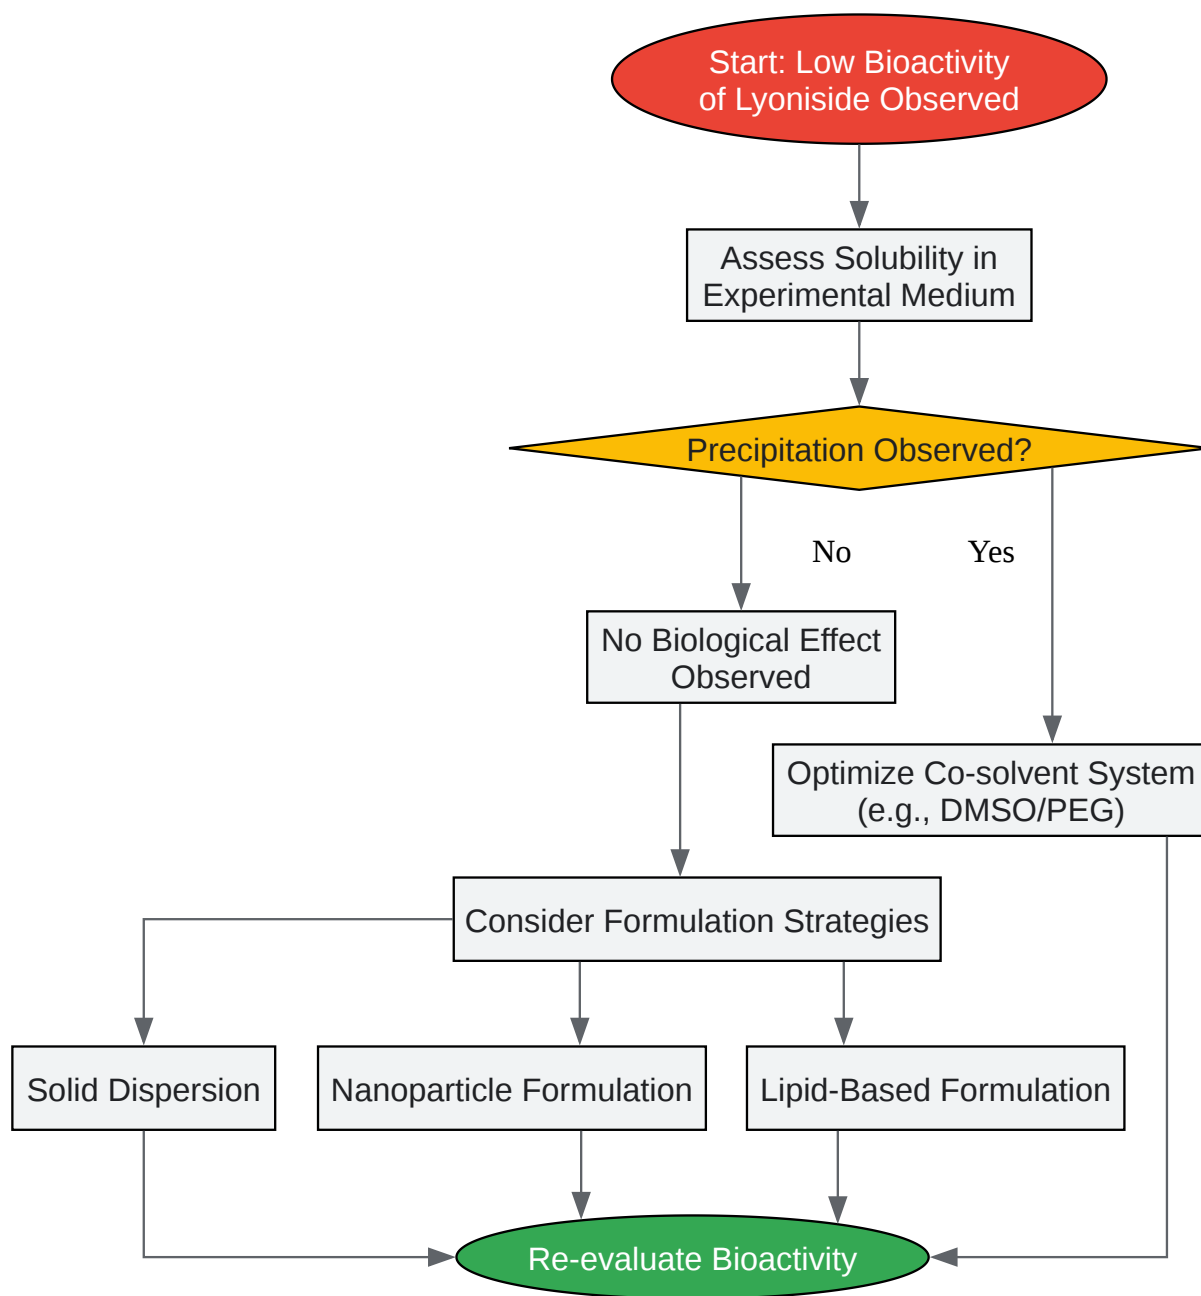 Start: Low Bioactivity
of Lyoniside Observed
Assess Solubility in
Experimental Medium
Precipitation Observed?
No
Yes
No Biological Effect
Observed
Optimize Co-solvent System
(e.g., DMSO/PEG)
Consider Formulation Strategies
Solid Dispersion
Nanoparticle Formulation
Lipid-Based Formulation
Re-evaluate Bioactivity